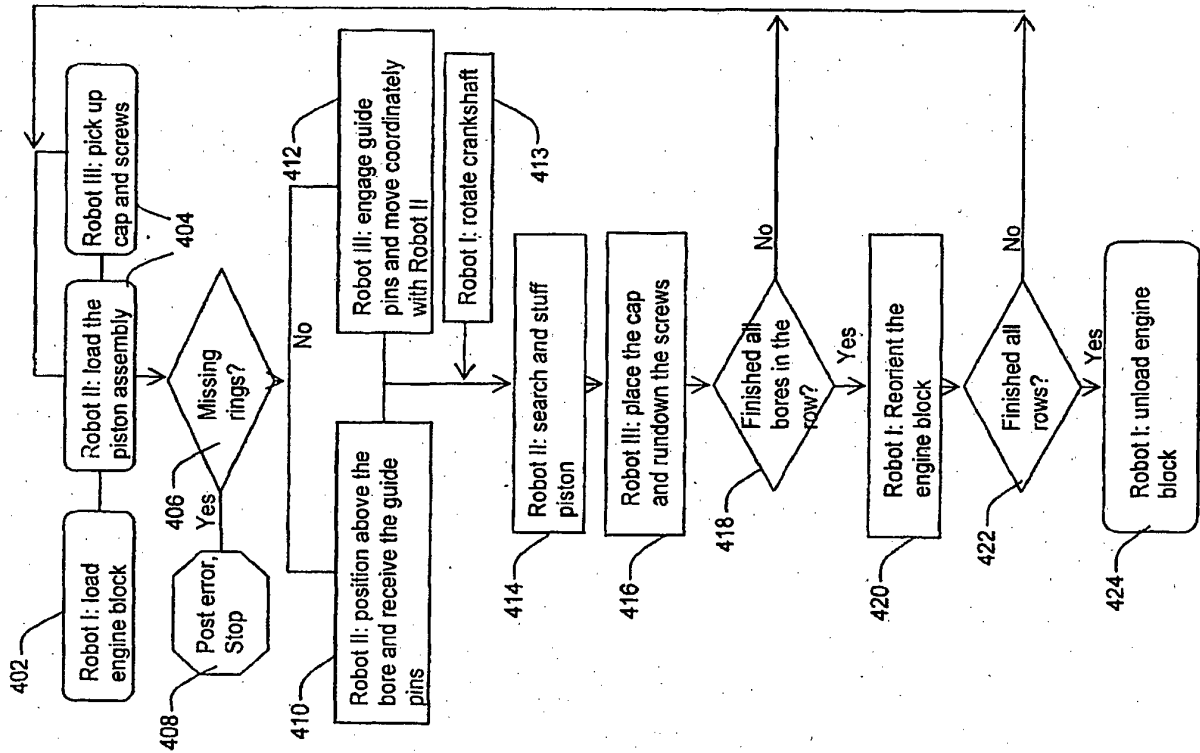 402
Robot I: load
engine block
Robot II: load the
piston assembly
Robot III: pick up
cap and screws
404
406
Missing
rings?
Yes
No
408
Post error,
Stop
410
Robot II: position above the
bore and receive the guide
pins
412
Robot III: engage guide
pins and move coordinately
with Robot II
Robot I: rotate crankshaft
413
414
Robot II: search and stuff
piston
416
Robot III: place the cap
and rundown the screws
418
Finished all
bores in the
row?
No
Yes
420
Robot I: Reorient the
engine block
422
Finished all
rows?
No
Yes
424
Robot I: unload engine
block